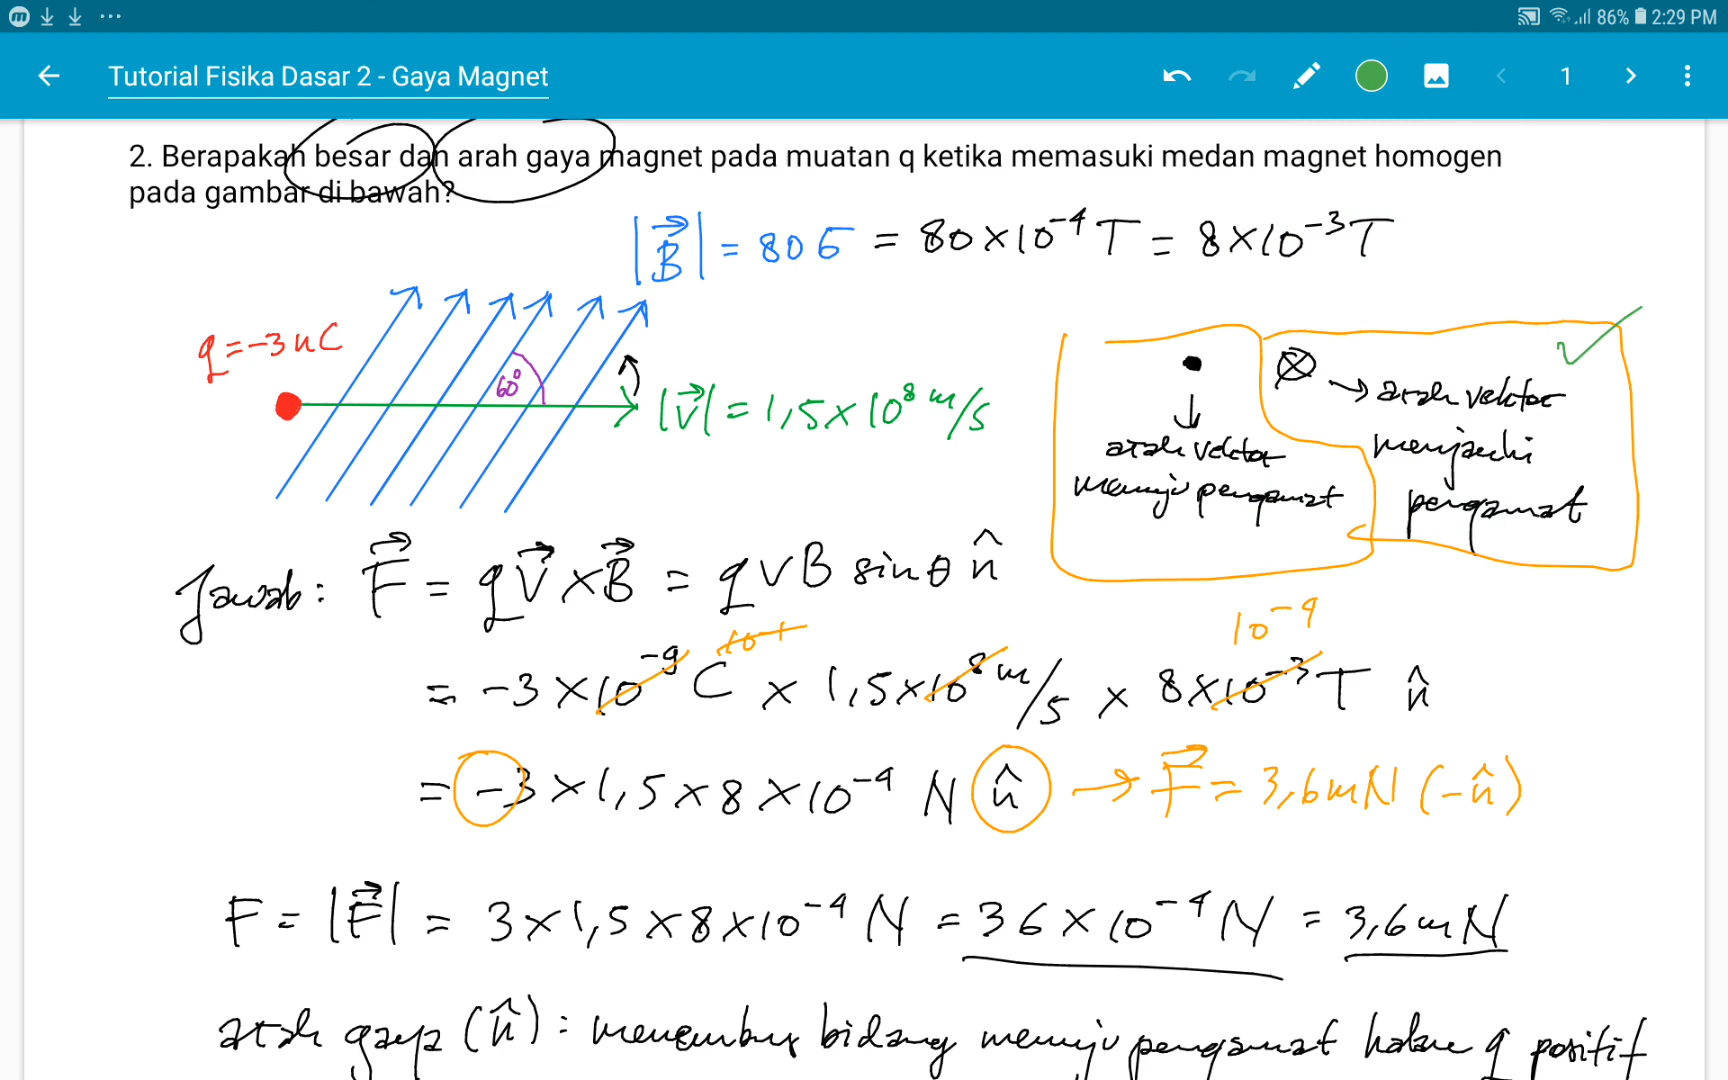 86% 2:29 PM
Tutorial Fisika Dasar 2 - Gaya Magnet
1
2. Berapakah besar dan arah gaya magnet pada muatan q ketika memasuki medan magnet homogen
pada gambar di bawah?
|B⃗| = 80 G = 80 × 10⁻⁴ T = 8 × 10⁻³ T
q = -3 nC
60°
|v⃗| = 1,5 × 10⁸ m/s
arah vektor
menuju pengamat
arah vektor
menjauhi
pengamat
Jawab: F⃗ = q v⃗ × B⃗ = q v B sin θ n̂
10⁻¹
10⁻⁴
= -3 × 10⁻⁹ C × 1,5 × 10⁸ m/s × 8 × 10⁻³ T n̂
= -3 × 1,5 × 8 × 10⁻⁴ N n̂ → F⃗ = 3,6 mN (-n̂)
F = |F⃗| = 3 × 1,5 × 8 × 10⁻⁴ N = 36 × 10⁻⁴ N = 3,6 mN
arah gaya (n̂) : menembus bidang menuju pengamat kalau q positif